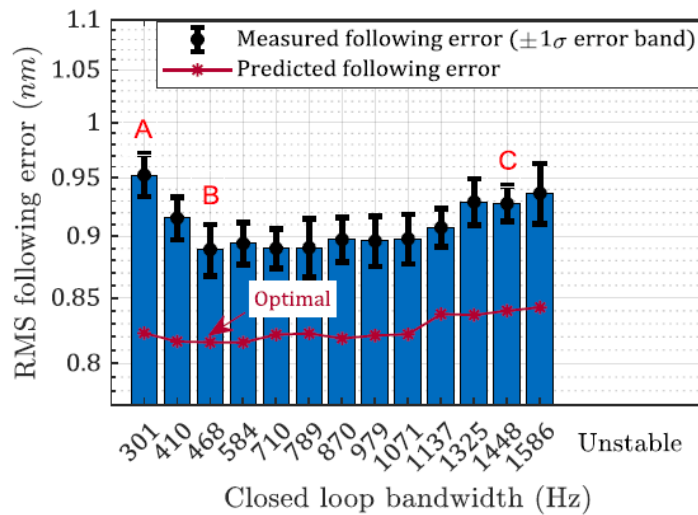 Measured following error (±1σ error band)
Predicted following error
RMS following error (nm)
1.1
1.05
1
0.95
0.9
0.85
0.8
A
B
C
Optimal
301
410
468
584
710
789
870
979
1071
1137
1325
1448
1586
Unstable
Closed loop bandwidth (Hz)